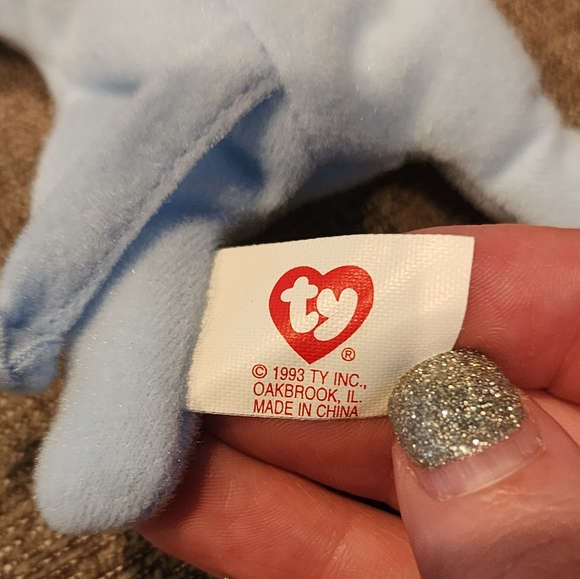 ty
®
© 1993 TY INC.,
OAKBROOK, IL.
MADE IN CHINA